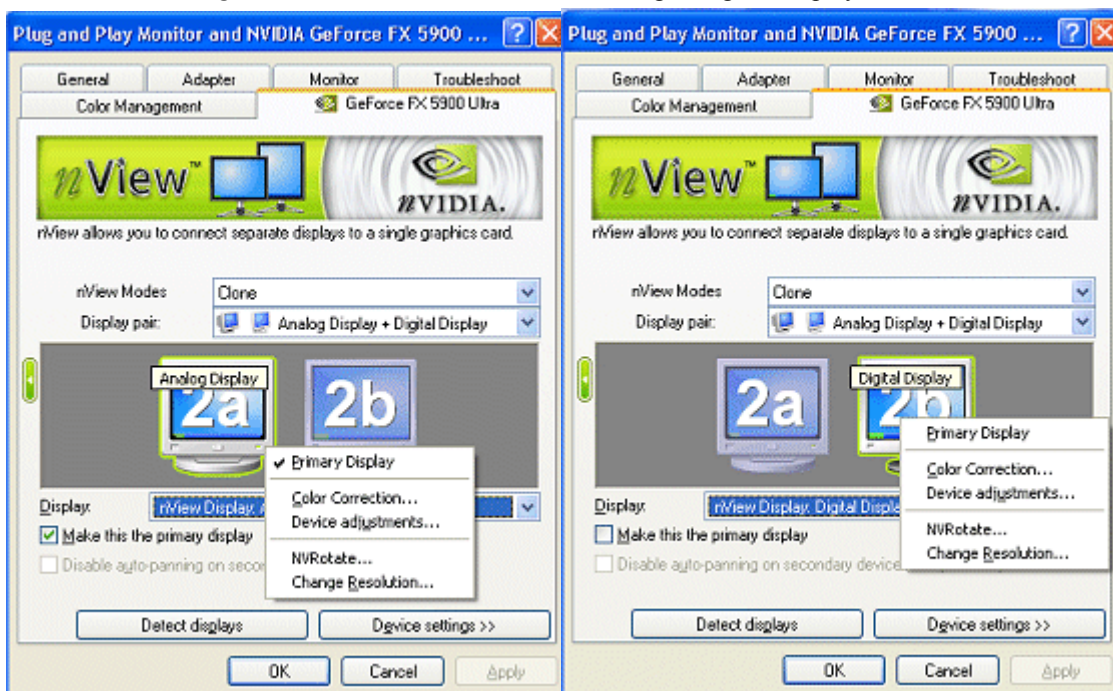 Plug and Play Monitor and NVIDIA GeForce FX 5900 ...
General Adapter Monitor Troubleshoot
Color Management GeForce FX 5900 Ultra
nView™
nVIDIA.
nView allows you to connect separate displays to a single graphics card.
nView Modes Clone
Display pair: Analog Display + Digital Display
Analog Display
2a 2b
Primary Display
Color Correction...
Device adjustments...
NVRotate...
Change Resolution...
Display: nView Display: A
Make this the primary display
Disable auto-panning on secon
Detect displays Device settings >>
OK Cancel Apply
Plug and Play Monitor and NVIDIA GeForce FX 5900 ...
General Adapter Monitor Troubleshoot
Color Management GeForce FX 5900 Ultra
nView™
nVIDIA.
nView allows you to connect separate displays to a single graphics card.
nView Modes Clone
Display pair: Analog Display + Digital Display
Digital Display
2a 2b
Primary Display
Color Correction...
Device adjustments...
NVRotate...
Change Resolution...
Display: nView Display: Digital Displa
Make this the primary display
Disable auto-panning on secondary device
Detect displays Device settings >>
OK Cancel Apply